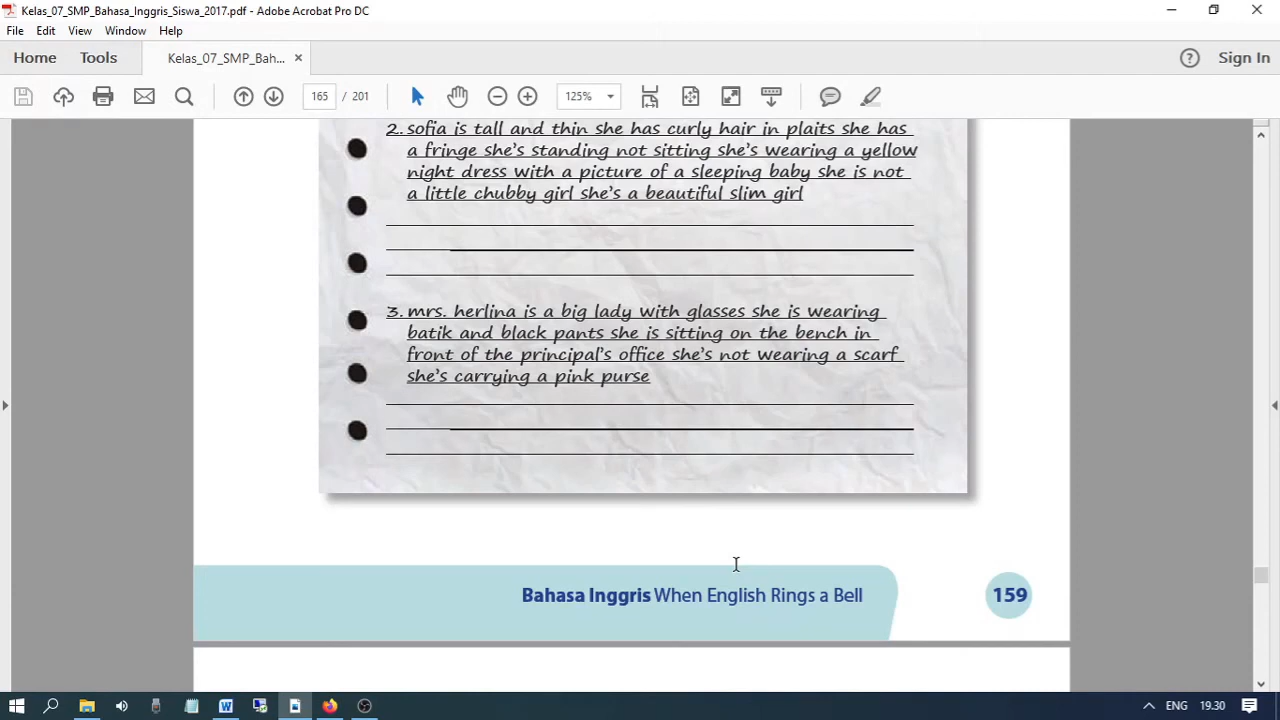 Kelas_07_SMP_Bahasa_Inggris_Siswa_2017.pdf - Adobe Acrobat Pro DC
File Edit View Window Help
Home Tools Kelas_07_SMP_Bah... × Sign In
165 / 201 125%
2. sofia is tall and thin she has curly hair in plaits she has
a fringe she's standing not sitting she's wearing a yellow
night dress with a picture of a sleeping baby she is not
a little chubby girl she's a beautiful slim girl
3. mrs. herlina is a big lady with glasses she is wearing
batik and black pants she is sitting on the bench in
front of the principal's office she's not wearing a scarf
she's carrying a pink purse
Bahasa Inggris When English Rings a Bell 159
ENG 19.30